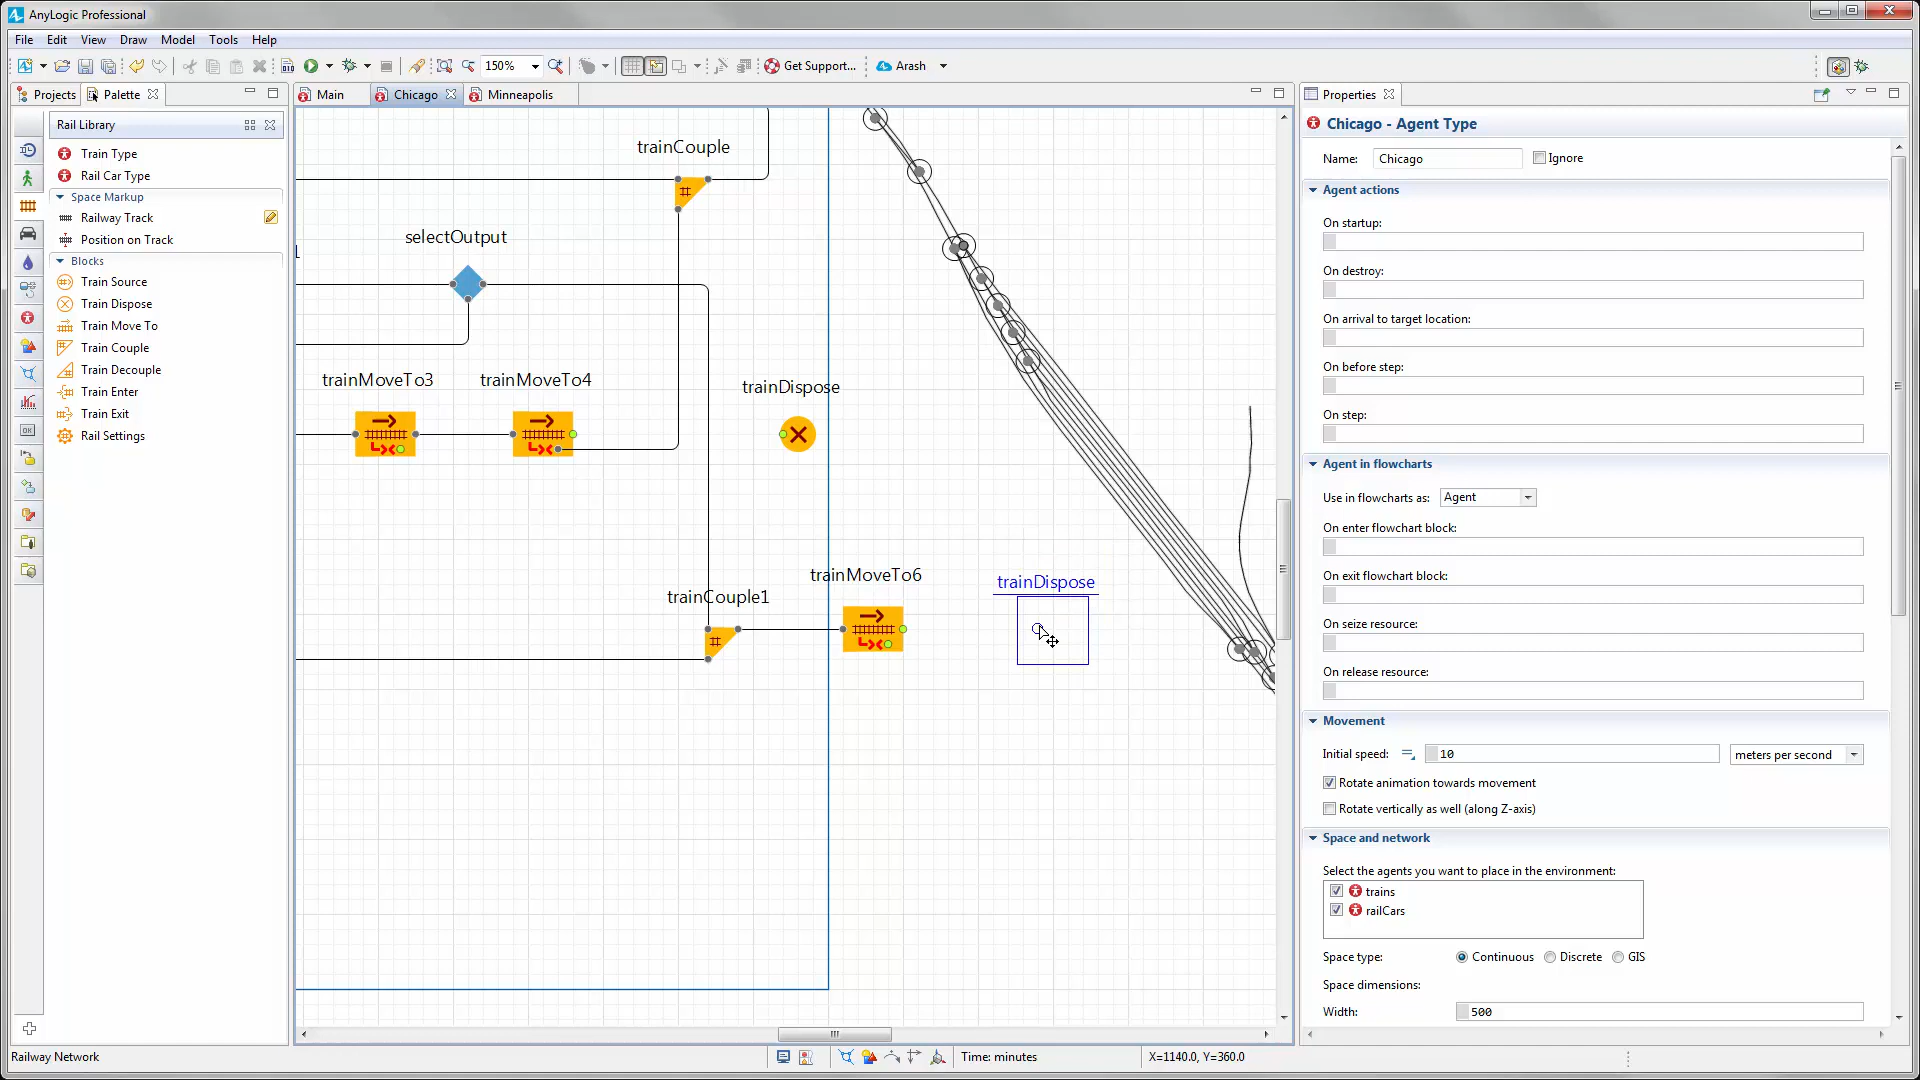 AnyLogic Professional
File Edit View Draw Model Tools Help
150% Get Support... Arash
Projects Palette
Rail Library
Train Type
Rail Car Type
Space Markup
Railway Track
Position on Track
Blocks
Train Source
Train Dispose
Train Move To
Train Couple
Train Decouple
Train Enter
Train Exit
Rail Settings
Main Chicago Minneapolis
trainCouple
selectOutput
trainMoveTo3 trainMoveTo4
trainDispose
trainCouple1
trainMoveTo6
trainDispose
Properties
Chicago - Agent Type
Name: Chicago Ignore
Agent actions
On startup:
On destroy:
On arrival to target location:
On before step:
On step:
Agent in flowcharts
Use in flowcharts as: Agent
On enter flowchart block:
On exit flowchart block:
On seize resource:
On release resource:
Movement
Initial speed: 10 meters per second
Rotate animation towards movement
Rotate vertically as well (along Z-axis)
Space and network
Select the agents you want to place in the environment:
trains
railCars
Space type: Continuous Discrete GIS
Space dimensions:
Width: 500
Railway Network Time: minutes X=1140.0, Y=360.0